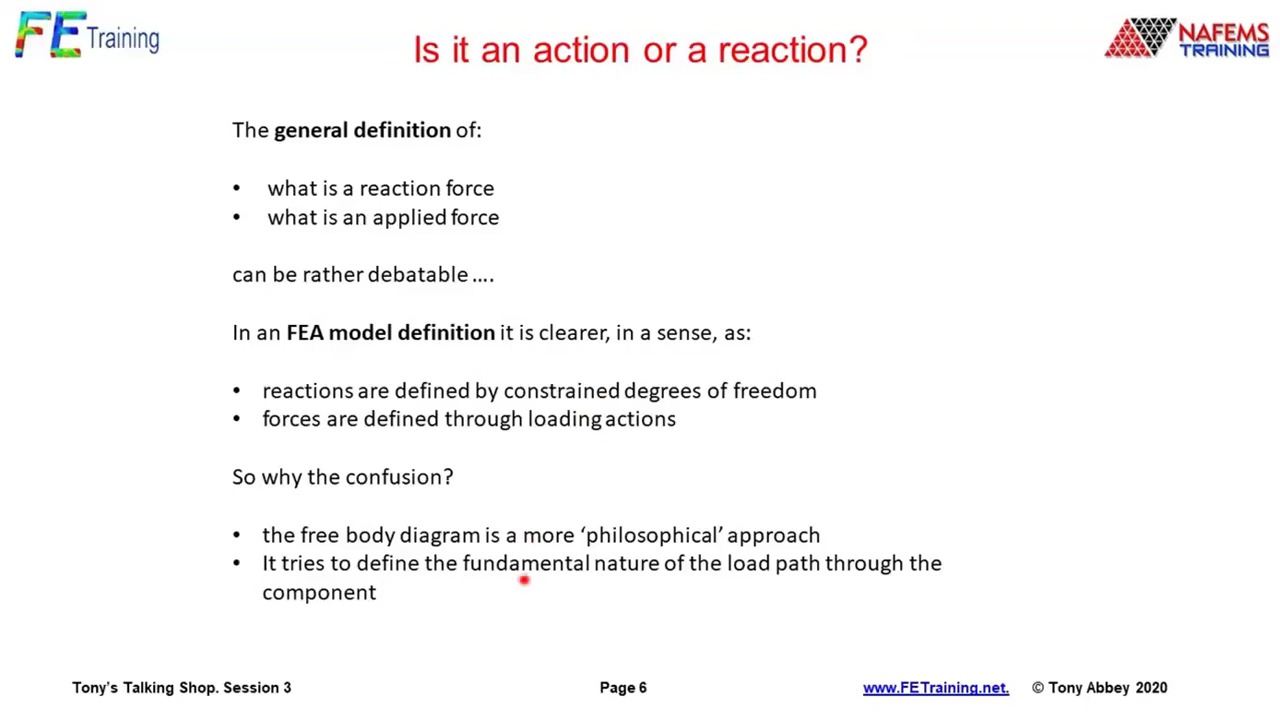 FE Training
Is it an action or a reaction?
NAFEMS
TRAINING
The general definition of:
• what is a reaction force
• what is an applied force
can be rather debatable ....
In an FEA model definition it is clearer, in a sense, as:
• reactions are defined by constrained degrees of freedom
• forces are defined through loading actions
So why the confusion?
• the free body diagram is a more ‘philosophical’ approach
• It tries to define the fundamental nature of the load path through the
component
Tony’s Talking Shop. Session 3 Page 6 www.FETraining.net. © Tony Abbey 2020